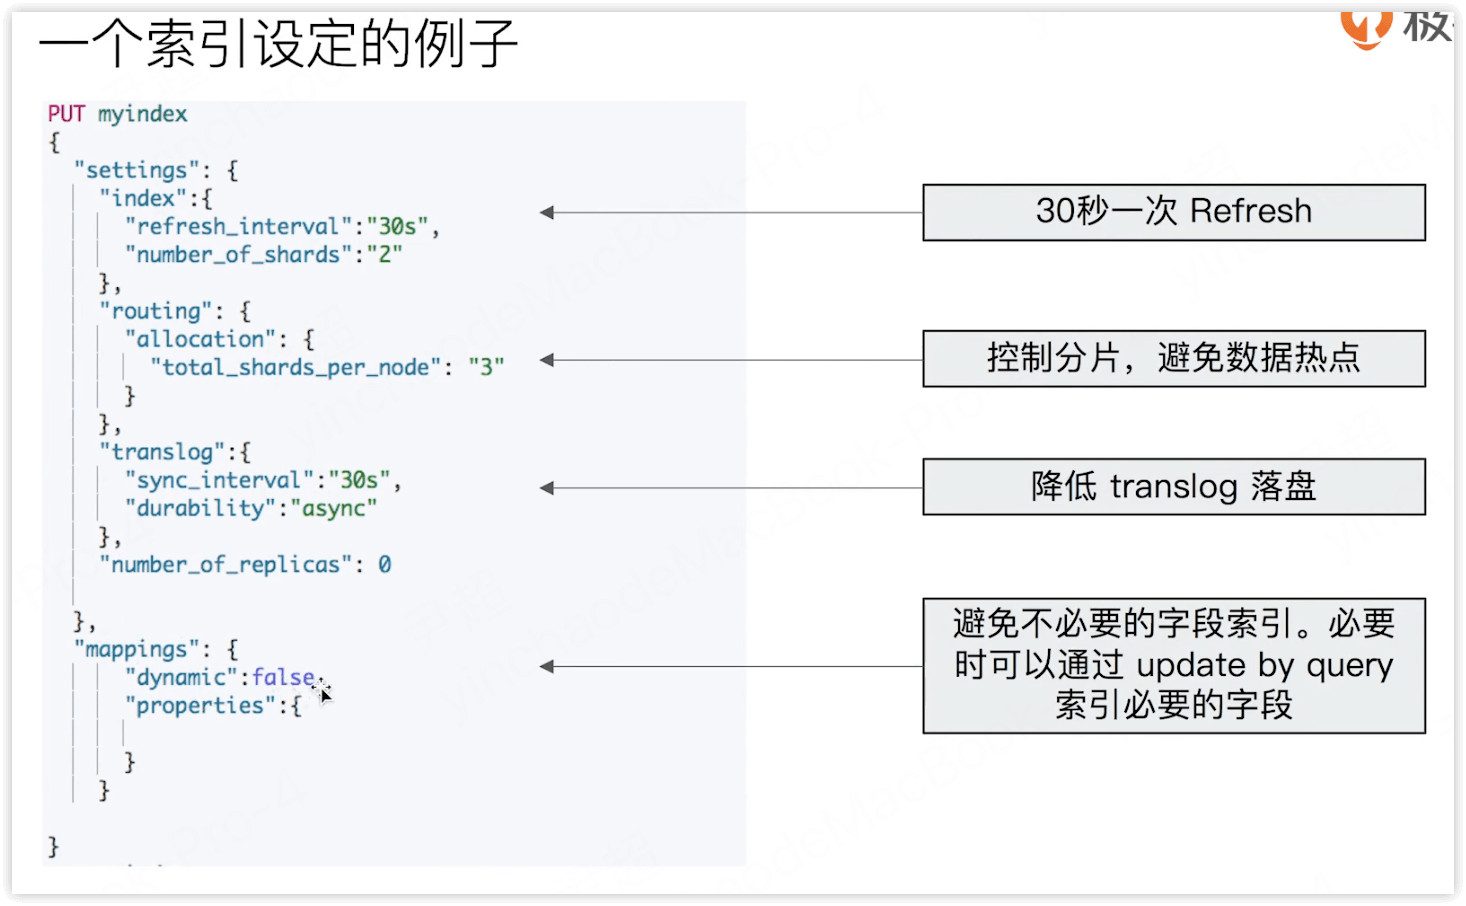 一个索引设定的例子
极
PUT myindex
{
"settings": {
"index":{
"refresh_interval":"30s",
"number_of_shards":"2"
},
"routing": {
"allocation": {
"total_shards_per_node": "3"
}
},
"translog":{
"sync_interval":"30s",
"durability":"async"
},
"number_of_replicas": 0
},
"mappings": {
"dynamic":false,
"properties":{
}
}
}
30秒一次 Refresh
控制分片，避免数据热点
降低 translog 落盘
避免不必要的字段索引。必要
时可以通过 update by query
索引必要的字段